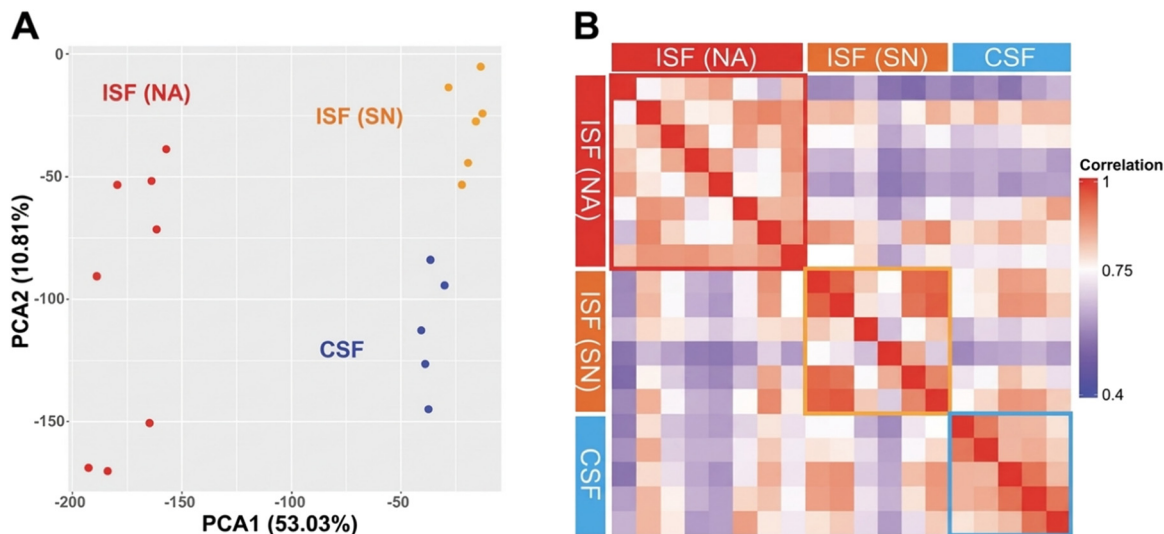 A
0
-50
-100
-150
-200
-150
-100
-50
PCA2 (10.81%)
PCA1 (53.03%)
ISF (NA)
ISF (SN)
CSF
B
ISF (NA)
ISF (SN)
CSF
ISF (NA)
ISF (SN)
CSF
Correlation
1
0.75
0.4